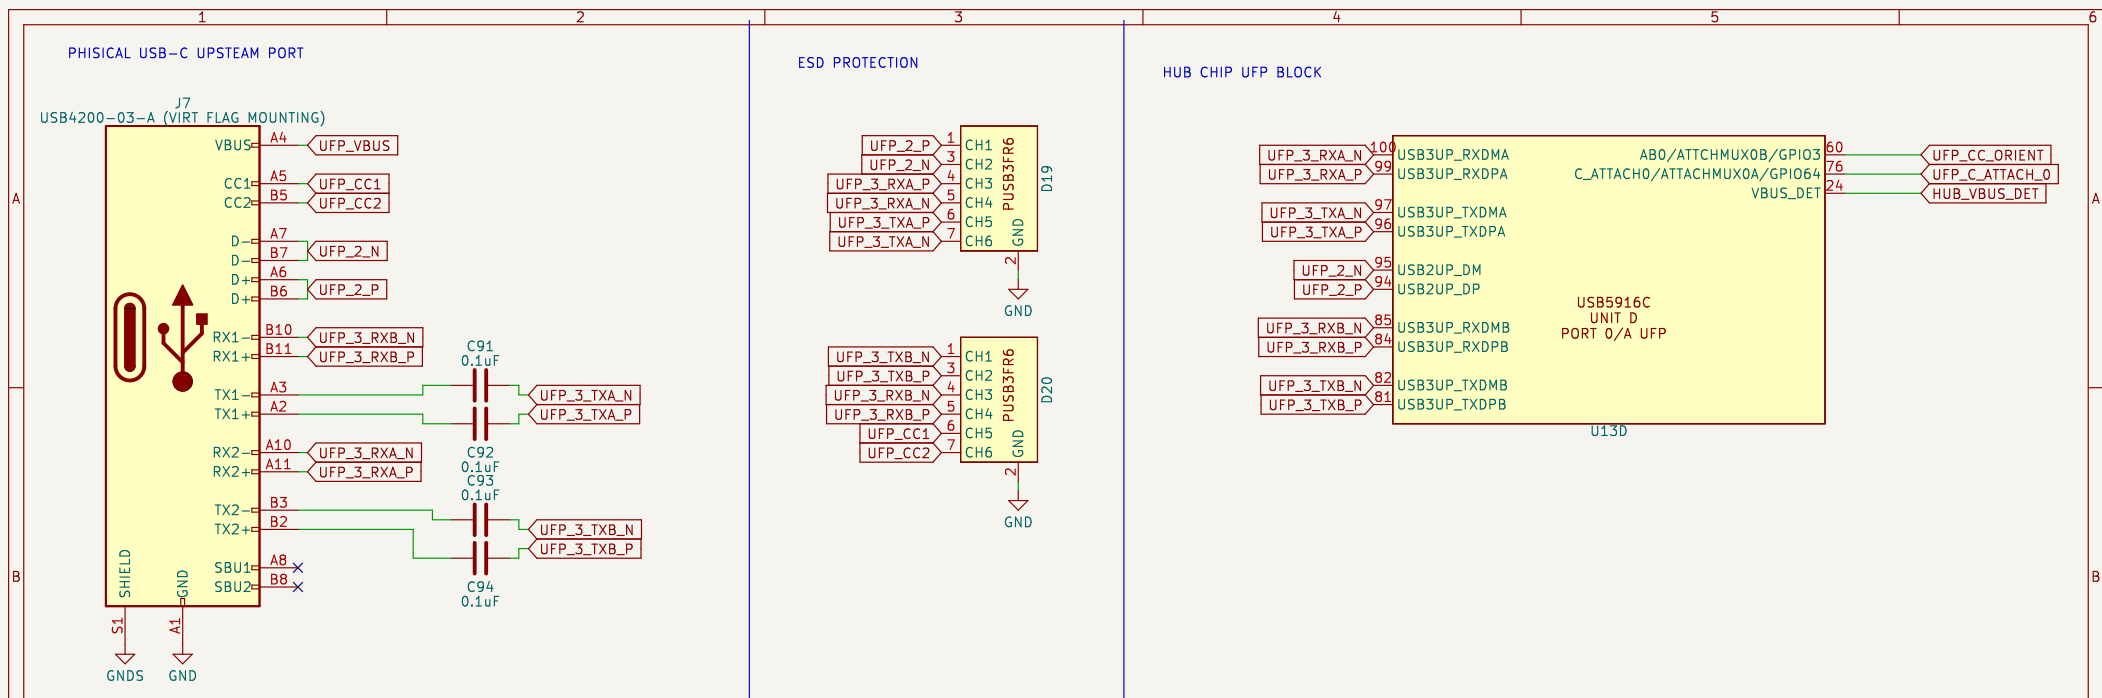 1 2 3 4 5 6
PHISICAL USB-C UPSTEAM PORT
ESD PROTECTION
HUB CHIP UFP BLOCK
A
B
J7
USB4200-03-A (VIRT FLAG MOUNTING)
VBUS A4 UFP_VBUS
CC1 A5 UFP_CC1
CC2 B5 UFP_CC2
D- A7
D- B7 UFP_2_N
D+ A6
D+ B6 UFP_2_P
RX1- B10 UFP_3_RXB_N
RX1+ B11 UFP_3_RXB_P
TX1- A3
TX1+ A2
RX2- A10 UFP_3_RXA_N
RX2+ A11 UFP_3_RXA_P
TX2- B3
TX2+ B2
SBU1 A8
SBU2 B8
SHIELD
GND
S1
A1
GNDS
GND
C91
0.1uF
UFP_3_TXA_N
UFP_3_TXA_P
C92
0.1uF
C93
0.1uF
UFP_3_TXB_N
UFP_3_TXB_P
C94
0.1uF
UFP_2_P 1 CH1
UFP_2_N 3 CH2
UFP_3_RXA_P 4 CH3
UFP_3_RXA_N 5 CH4
UFP_3_TXA_P 6 CH5
UFP_3_TXA_N 7 CH6
PUSB3FR6
D19
GND
2
GND
UFP_3_TXB_N 1 CH1
UFP_3_TXB_P 3 CH2
UFP_3_RXB_N 4 CH3
UFP_3_RXB_P 5 CH4
UFP_CC1 6 CH5
UFP_CC2 7 CH6
PUSB3FR6
D20
GND
2
GND
UFP_3_RXA_N 100 USB3UP_RXDMA
UFP_3_RXA_P 99 USB3UP_RXDPA
UFP_3_TXA_N 97 USB3UP_TXDMA
UFP_3_TXA_P 96 USB3UP_TXDPA
UFP_2_N 95 USB2UP_DM
UFP_2_P 94 USB2UP_DP
UFP_3_RXB_N 85 USB3UP_RXDMB
UFP_3_RXB_P 84 USB3UP_RXDPB
UFP_3_TXB_N 82 USB3UP_TXDMB
UFP_3_TXB_P 81 USB3UP_TXDPB
AB0/ATTCHMUX0B/GPIO3 60 UFP_CC_ORIENT
C_ATTACH0/ATTACHMUX0A/GPIO64 76 UFP_C_ATTACH_0
VBUS_DET 24 HUB_VBUS_DET
USB5916C
UNIT D
PORT 0/A UFP
U13D
A
B